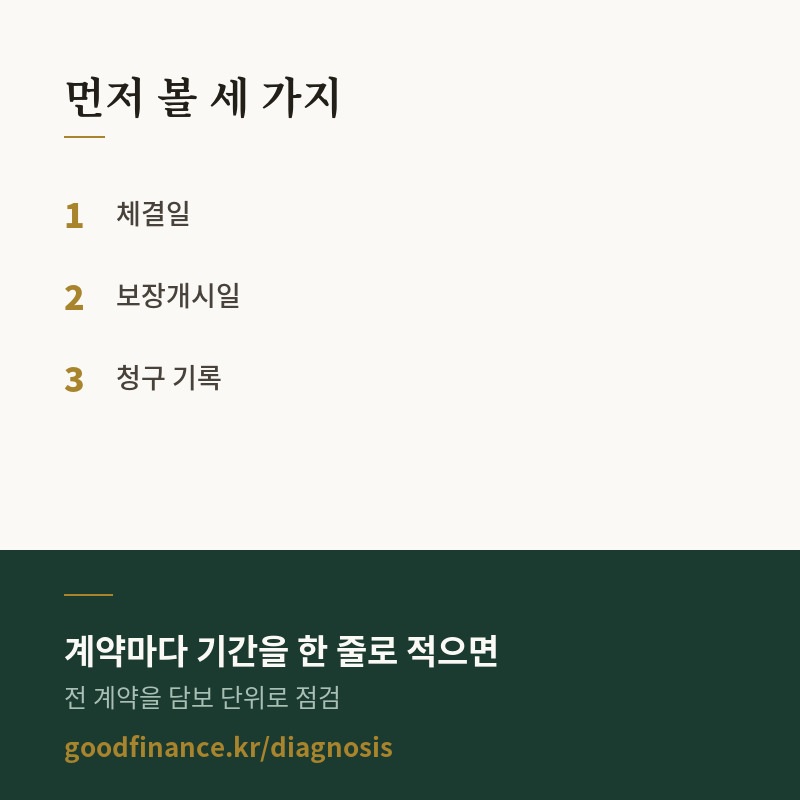 먼저 볼 세 가지
1 체결일
2 보장개시일
3 청구 기록
계약마다 기간을 한 줄로 적으면
전 계약을 담보 단위로 점검
goodfinance.kr/diagnosis